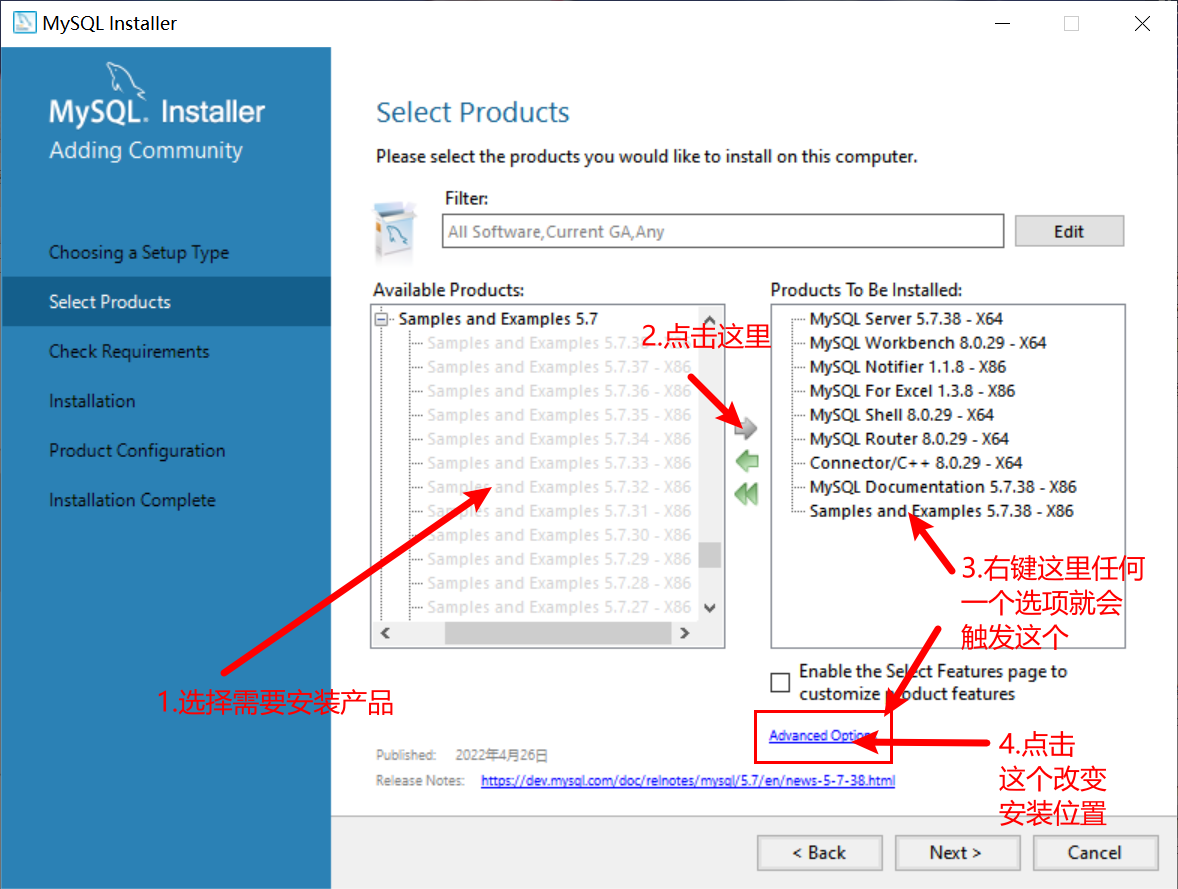 MySQL Installer
MySQL. Installer
Adding Community
Choosing a Setup Type
Select Products
Check Requirements
Installation
Product Configuration
Installation Complete
Select Products
Please select the products you would like to install on this computer.
Filter:
All Software,Current GA,Any
Edit
Available Products:
Samples and Examples 5.7
Samples and Examples 5.7.38
Samples and Examples 5.7.37 - X86
Samples and Examples 5.7.36 - X86
Samples and Examples 5.7.35 - X86
Samples and Examples 5.7.34 - X86
Samples and Examples 5.7.33 - X86
Samples and Examples 5.7.32 - X86
Samples and Examples 5.7.31 - X86
Samples and Examples 5.7.30 - X86
Samples and Examples 5.7.29 - X86
Samples and Examples 5.7.28 - X86
Samples and Examples 5.7.27 - X86
2.点击这里
1.选择需要安装产品
Products To Be Installed:
MySQL Server 5.7.38 - X64
MySQL Workbench 8.0.29 - X64
MySQL Notifier 1.1.8 - X86
MySQL For Excel 1.3.8 - X86
MySQL Shell 8.0.29 - X64
MySQL Router 8.0.29 - X64
Connector/C++ 8.0.29 - X64
MySQL Documentation 5.7.38 - X86
Samples and Examples 5.7.38 - X86
3.右键这里任何
一个选项就会
触发这个
Enable the Select Features page to
customize product features
Advanced Options
4.点击
这个改变
安装位置
Published: 2022年4月26日
Release Notes: https://dev.mysql.com/doc/relnotes/mysql/5.7/en/news-5-7-38.html
< Back
Next >
Cancel